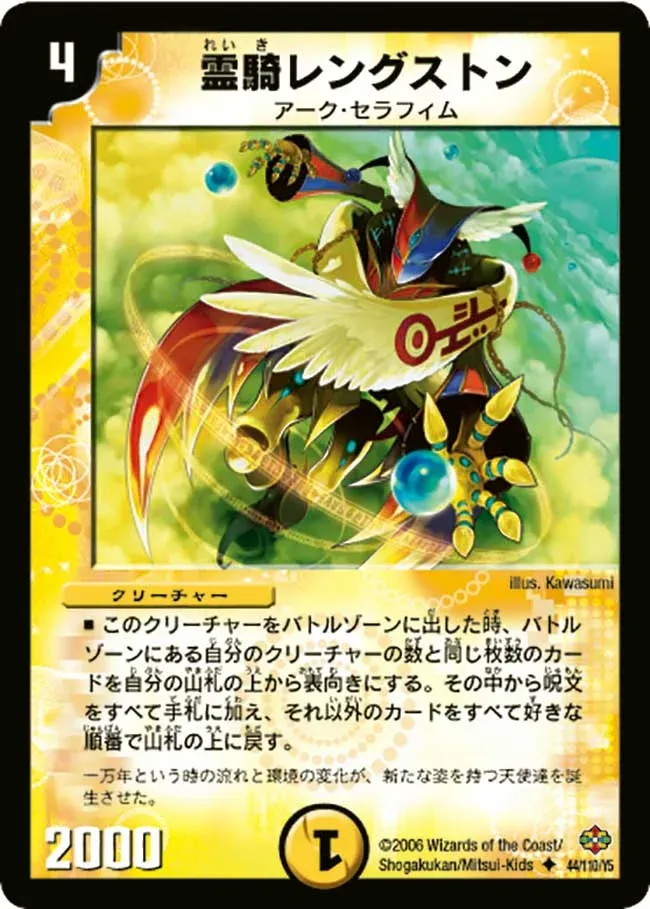 4
れいき
霊騎レングストン
アーク・セラフィム
illus. Kawasumi
クリーチャー
■ このクリーチャーをバトルゾーンに出した時、バトル
ゾーンにある自分のクリーチャーの数と同じ枚数のカー
ドを自分の山札の上から表向きにする。その中から呪文
をすべて手札に加え、それ以外のカードをすべて好きな
順番で山札の上に戻す。
一万年という時の流れと環境の変化が、新たな姿を持つ天使達を誕
生させた。
2000
1
©2006 Wizards of the Coast/
Shogakukan/Mitsui-Kids ◆ 44/110/Y5